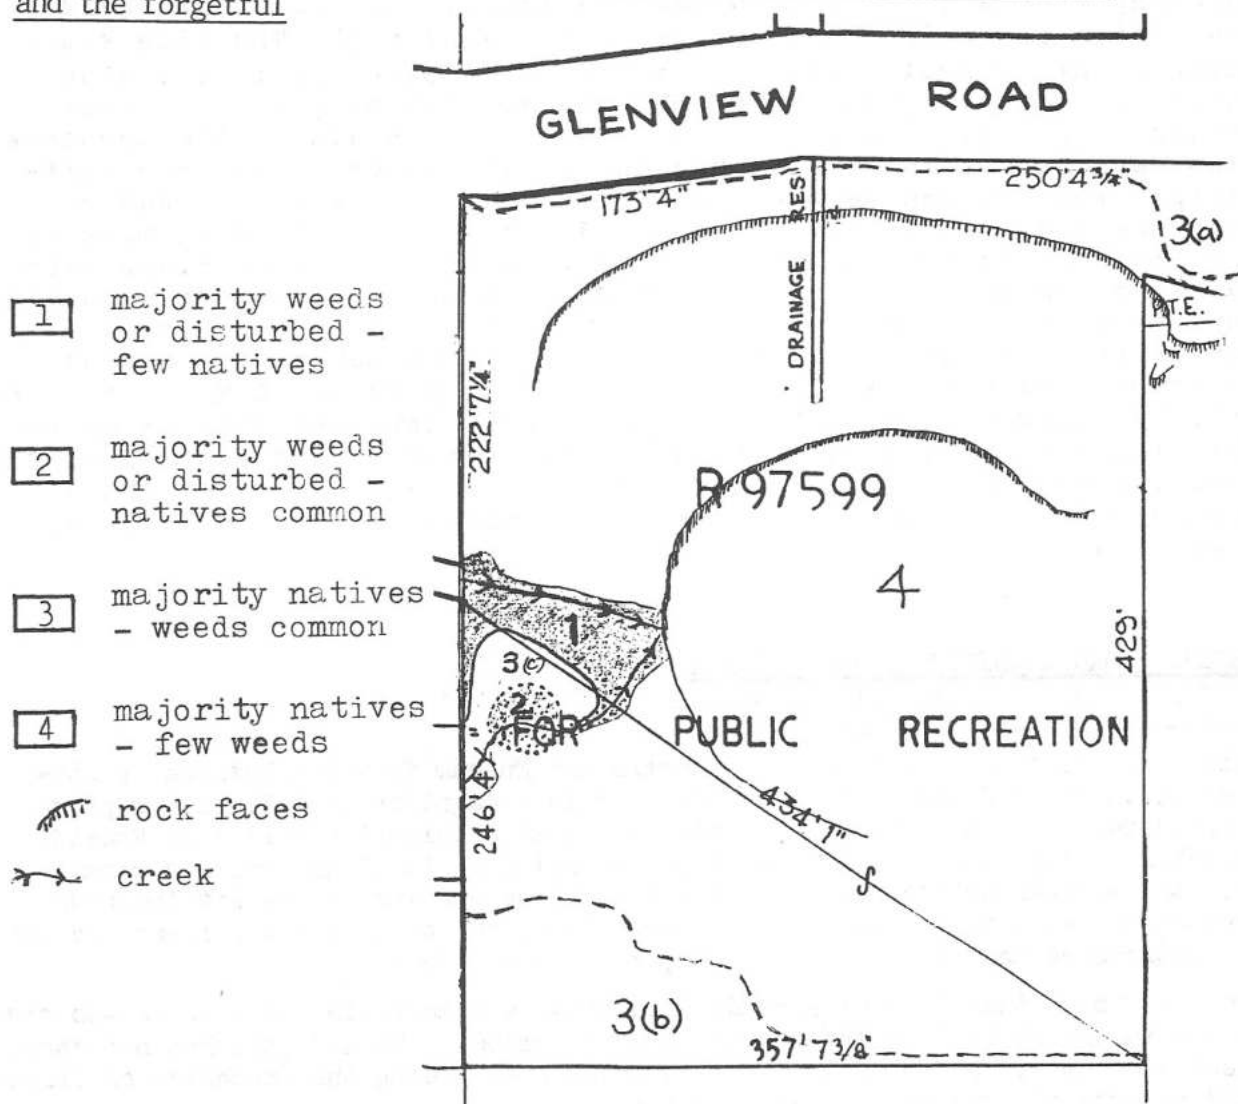 and the forgetful
GLENVIEW ROAD
173'4"
250'4¾"
DRAINAGE RES
3(a)
P.T.E.
1 majority weeds
or disturbed -
few natives
2 majority weeds
or disturbed -
natives common
3 majority natives
- weeds common
4 majority natives
- few weeds
rock faces
creek
222'7¼"
R 97599
4
429'
1
3(c)
2
FOR PUBLIC RECREATION
246'4"
434'1"
3(b)
357'7⅜"